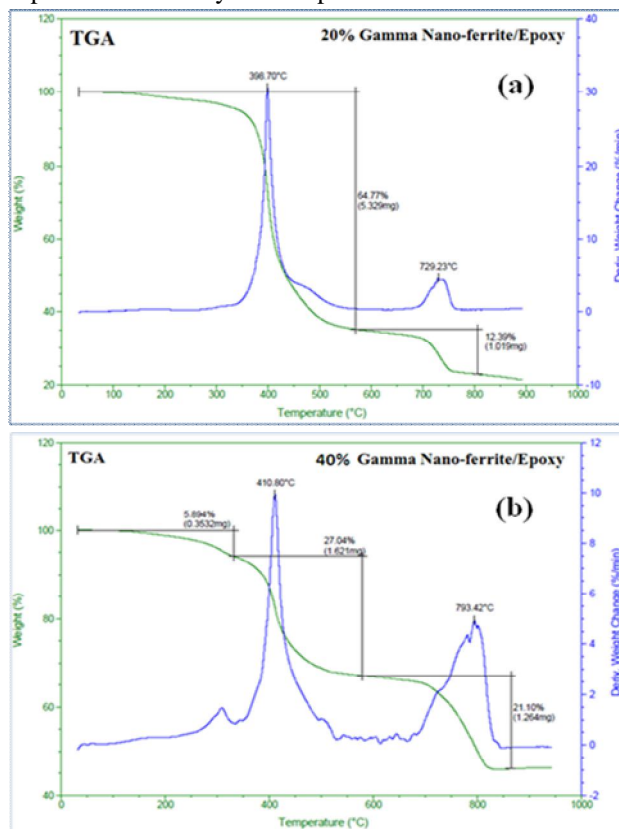 TGA
20% Gamma Nano-ferrite/Epoxy
(a)
120
100
80
60
40
20
Weight (%)
398.70°C
64.77%
(5.329mg)
729.23°C
12.39%
(1.019mg)
30
20
10
0
-10
Deriv. Weight Change (%/min)
0
100
200
300
400
500
600
700
800
900
1000
Temperature (°C)
TGA
40% Gamma Nano-ferrite/Epoxy
(b)
120
100
80
60
40
Weight (%)
5.894%
(0.3532mg)
410.80°C
27.04%
(1.621mg)
793.42°C
21.10%
(1.264mg)
12
10
8
6
4
2
0
-2
Deriv. Weight Change (%/min)
0
200
400
600
800
1000
Temperature (°C)